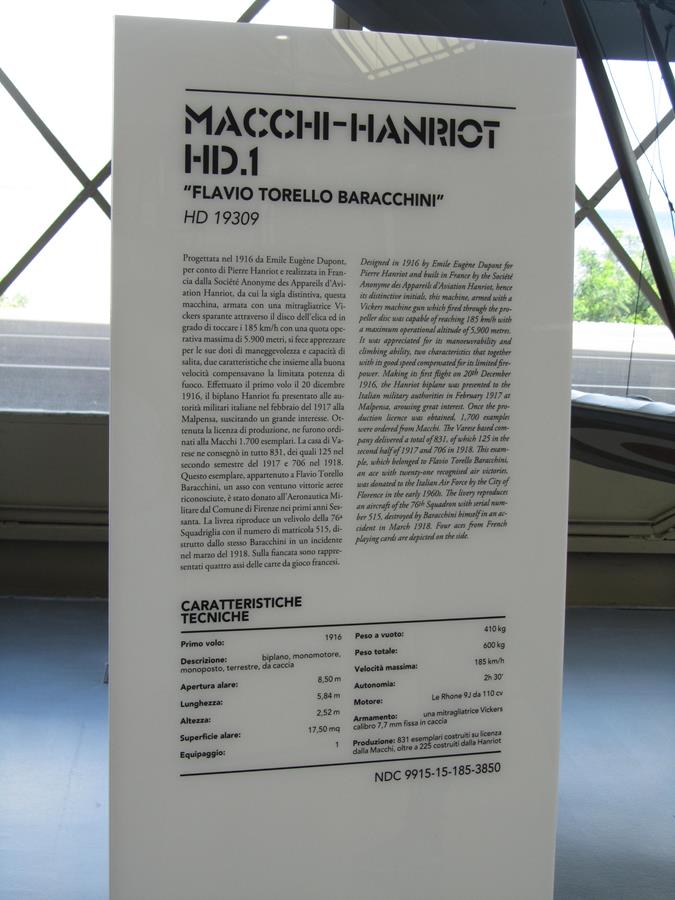 MACCHI-HANRIOT
HD.1
"FLAVIO TORELLO BARACCHINI"
HD 19309
Progettata nel 1916 da Emile Eugène Dupont,
per conto di Pierre Hanriot e realizzata in Fran-
cia dalla Société Anonyme des Appareils d'Avi-
ation Hanriot, da cui la sigla distintiva, questa
macchina, armata con una mitragliatrice Vi-
ckers sparante attraverso il disco dell'elica ed in
grado di toccare i 185 km/h con una quota ope-
rativa massima di 5.900 metri, si fece apprezzare
per le sue doti di maneggevolezza e capacità di
salita, due caratteristiche che insieme alla buona
velocità compensavano la limitata potenza di
fuoco. Effettuato il primo volo il 20 dicembre
1916, il biplano Hanriot fu presentato alle au-
torità militari italiane nel febbraio del 1917 alla
Malpensa, suscitando un grande interesse. Ot-
tenuta la licenza di produzione, ne furono ordi-
nati alla Macchi 1.700 esemplari. La casa di Va-
rese ne consegnò in tutto 831, dei quali 125 nel
secondo semestre del 1917 e 706 nel 1918.
Questo esemplare, appartenuto a Flavio Torello
Baracchini, un asso con ventuno vittorie aeree
riconosciute, è stato donato all'Aeronautica Mi-
litare dal Comune di Firenze nei primi anni Ses-
santa. La livrea riproduce un velivolo della 76ª
Squadriglia con il numero di matricola 515, di-
strutto dallo stesso Baracchini in un incidente
nel marzo del 1918. Sulla fiancata sono rappre-
sentati quattro assi delle carte da gioco francesi.
Designed in 1916 by Emile Eugène Dupont for
Pierre Hanriot and built in France by the Société
Anonyme des Appareils d'Aviation Hanriot, hence
its distinctive initials, this machine, armed with a
Vickers machine gun which fired through the pro-
peller disc was capable of reaching 185 km/h with
a maximum operational altitude of 5,900 metres.
It was appreciated for its manoeuvrability and
climbing ability, two characteristics that together
with its good speed compensated for its limited fire-
power. Making its first flight on 20th December
1916, the Hanriot biplane was presented to the
Italian military authorities in February 1917 at
Malpensa, arousing great interest. Once the pro-
duction licence was obtained, 1,700 examples
were ordered from Macchi. The Varese based com-
pany delivered a total of 831, of which 125 in the
second half of 1917 and 706 in 1918. This exam-
ple, which belonged to Flavio Torello Baracchini,
an ace with twenty-one recognised air victories,
was donated to the Italian Air Force by the City of
Florence in the early 1960s. The livery reproduces
an aircraft of the 76th Squadron with serial num-
ber 515, destroyed by Baracchini himself in an ac-
cident in March 1918. Four aces from French
playing cards are depicted on the side.
CARATTERISTICHE
TECNICHE
Primo volo: 1916
Descrizione: biplano, monomotore,
monoposto, terrestre, da caccia
Apertura alare: 8,50 m
Lunghezza: 5,84 m
Altezza: 2,52 m
Superficie alare: 17,50 mq
Equipaggio: 1
Peso a vuoto: 410 kg
Peso totale: 600 kg
Velocità massima: 185 km/h
Autonomia: 2h 30'
Motore: Le Rhone 9J da 110 cv
Armamento: una mitragliatrice Vickers
calibro 7,7 mm fissa in caccia
Produzione: 831 esemplari costruiti su licenza
dalla Macchi, oltre a 225 costruiti dalla Hanriot
NDC 9915-15-185-3850